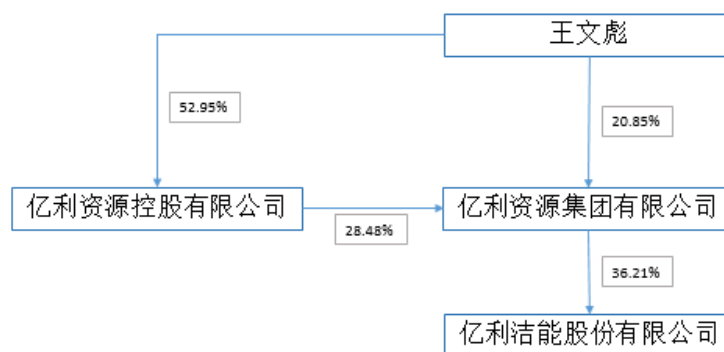 王文彪
52.95%
20.85%
亿利资源控股有限公司
亿利资源集团有限公司
28.48%
36.21%
亿利洁能股份有限公司